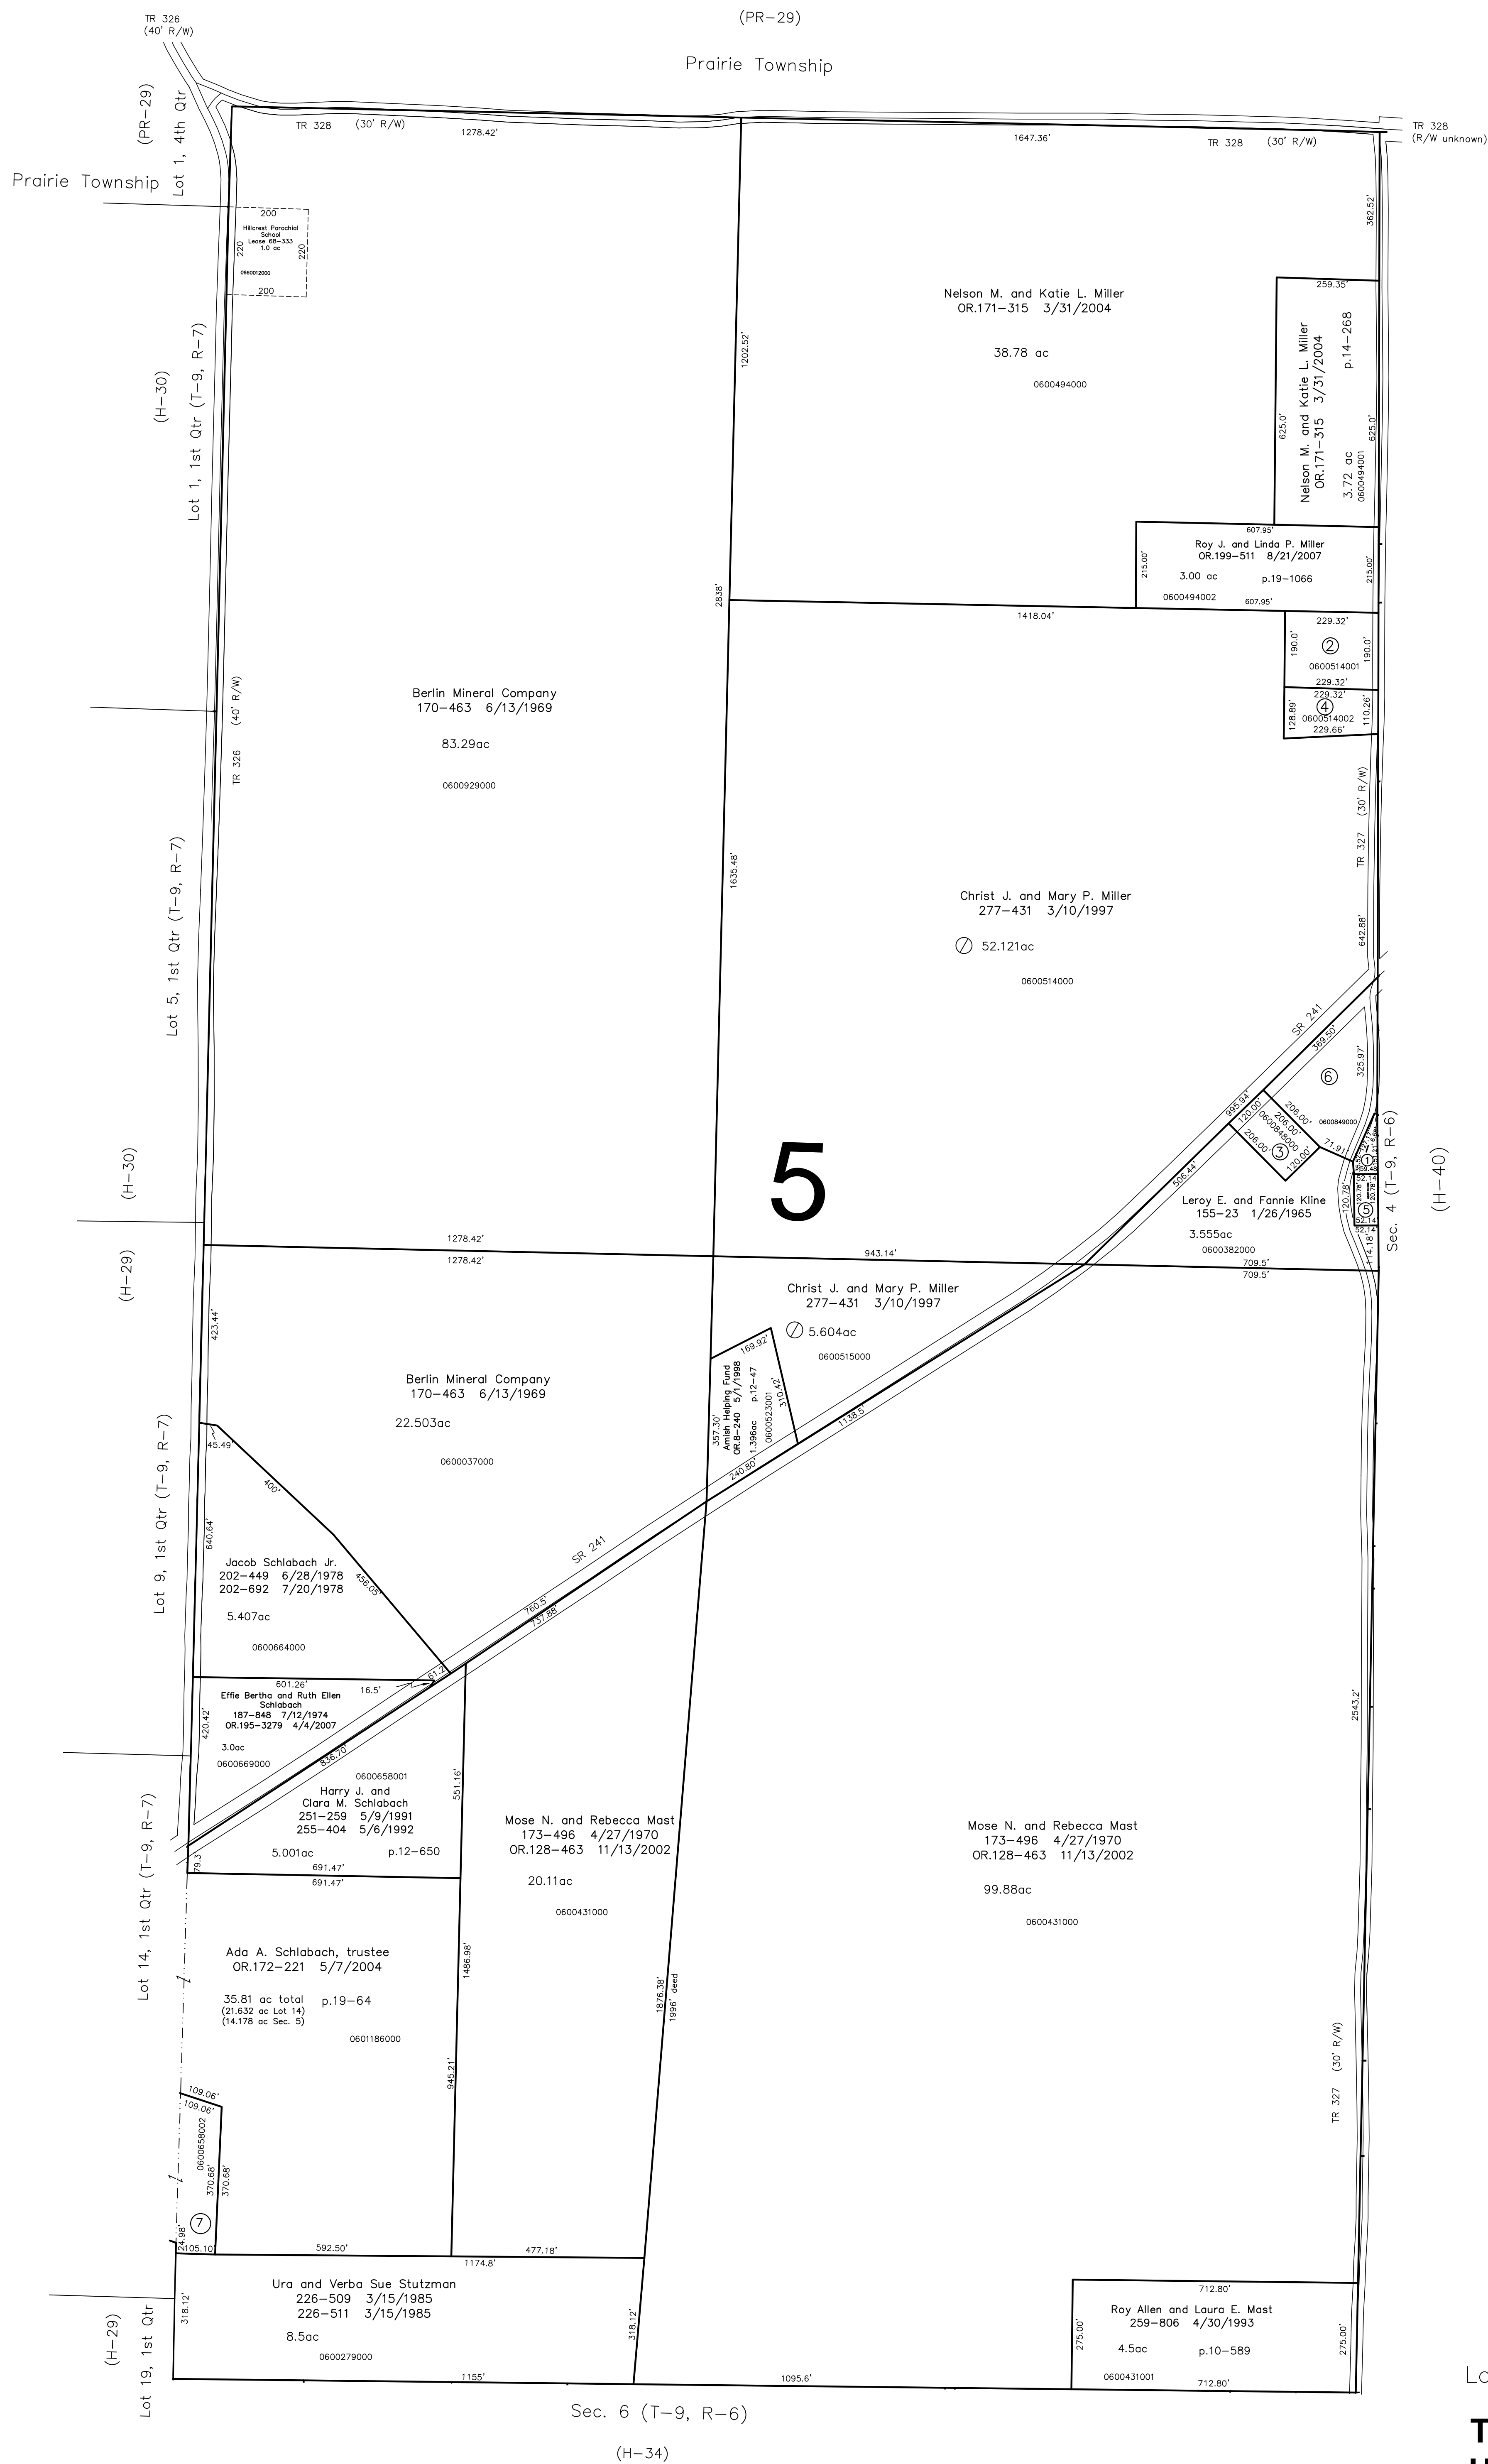 (PR-29)
TR 326
(40' R/W)
Prairie Township
(PR-29)
Lot 1, 4th Qtr
Prairie Township
TR 328 (30' R/W)
1278.42'
1647.36'
TR 328 (30' R/W)
TR 328
(R/W unknown)
200
Hillcrest Parochial
School
Lease 68-333
1.0 ac
0660012000
220
220
200
362.52'
259.35'
Nelson M. and Katie L. Miller
OR.171-315 3/31/2004
38.78 ac
0600494000
1202.52'
Nelson M. and Katie L. Miller
OR.171-315 3/31/2004
p.14-268
3.72 ac
0600494001
625.0'
625.0'
(H-30)
Lot 1, 1st Qtr (T-9, R-7)
607.95'
Roy J. and Linda P. Miller
OR.199-511 8/21/2007
3.00 ac p.19-1066
0600494002
607.95'
215.00'
215.00'
2838'
1418.04'
229.32'
2
190.0'
190.0'
0600514001
229.32'
229.32'
4
128.89'
110.26'
0600514002
229.66'
Berlin Mineral Company
170-463 6/13/1969
83.29ac
0600929000
TR 326 (40' R/W)
TR 327 (30' R/W)
Lot 5, 1st Qtr (T-9, R-7)
1635.48'
Christ J. and Mary P. Miller
277-431 3/10/1997
52.121ac
0600514000
642.88'
SR 241
369.50'
325.97'
6
0600849000
995.94'
120.00'
206.00'
206.00'
0600848000
206.00'
3
120.00'
71.91'
506.44'
1
52.14
120.78'
120.78'
120.78'
5
52.14
52.14
114.18'
Sec. 4 (T-9, R-6)
(H-40)
5
Leroy E. and Fannie Kline
155-23 1/26/1965
3.555ac
0600382000
709.5'
709.5'
(H-30)
(H-29)
1278.42'
1278.42'
943.14'
Christ J. and Mary P. Miller
277-431 3/10/1997
5.604ac
0600515000
423.44'
169.92'
Amish Helping Fund
OR.8-240 5/1/1998
1.396ac p.12-47
0600523001
357.30'
310.42'
240.80'
1138.5'
Berlin Mineral Company
170-463 6/13/1969
22.503ac
0600037000
45.49'
400'
640.64'
456.05'
Lot 9, 1st Qtr (T-9, R-7)
Jacob Schlabach Jr.
202-449 6/28/1978
202-692 7/20/1978
5.407ac
0600664000
SR 241
760.5'
737.88'
61.2'
601.26'
16.5'
Effie Bertha and Ruth Ellen
Schlabach
187-848 7/12/1974
OR.195-3279 4/4/2007
3.0ac
0600669000
420.42'
836.70'
2543.2'
0600658001
Harry J. and
Clara M. Schlabach
251-259 5/9/1991
255-404 5/6/1992
5.001ac p.12-650
551.16'
79.3'
691.47'
691.47'
Lot 14, 1st Qtr (T-9, R-7)
Mose N. and Rebecca Mast
173-496 4/27/1970
OR.128-463 11/13/2002
20.11ac
0600431000
Mose N. and Rebecca Mast
173-496 4/27/1970
OR.128-463 11/13/2002
99.88ac
0600431000
Ada A. Schlabach, trustee
OR.172-221 5/7/2004
35.81 ac total p.19-64
(21.632 ac Lot 14)
(14.178 ac Sec. 5)
0601186000
1486.98'
945.21'
1876.38'
1996' deed
TR 327 (30' R/W)
109.06'
109.06'
0600658002
370.68'
370.68'
7
24.98'
105.10'
592.50'
477.18'
1174.8'
Ura and Verba Sue Stutzman
226-509 3/15/1985
226-511 3/15/1985
8.5ac
0600279000
318.12'
318.12'
1155'
1095.6'
712.80'
Roy Allen and Laura E. Mast
259-806 4/30/1993
4.5ac p.10-589
0600431001
712.80'
275.00'
275.00'
(H-29)
Lot 19, 1st Qtr
Sec. 6 (T-9, R-6)
(H-34)